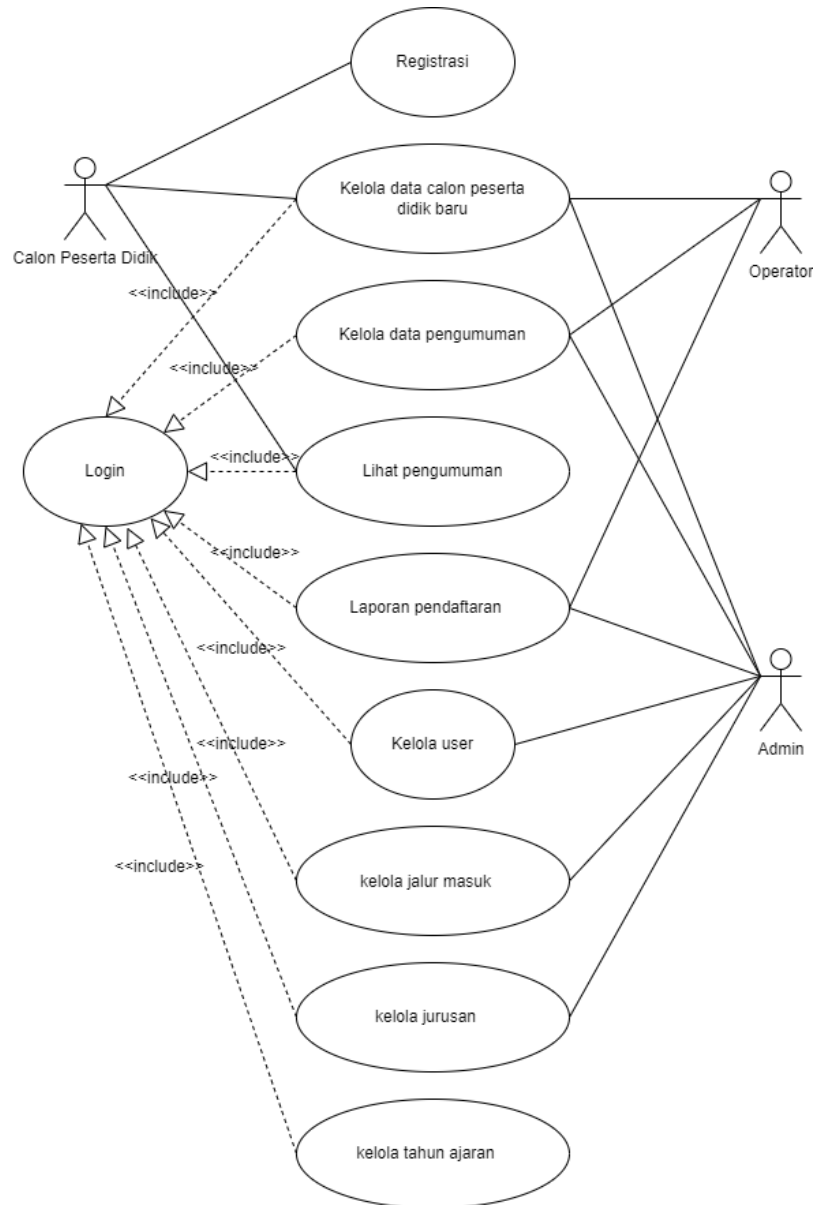 Registrasi
Kelola data calon peserta
didik baru
Calon Peserta Didik
Operator
<<include>>
Kelola data pengumuman
<<include>>
Login
<<include>>
Lihat pengumuman
<<include>>
Laporan pendaftaran
<<include>>
Kelola user
Admin
<<include>>
<<include>>
<<include>>
kelola jalur masuk
kelola jurusan
kelola tahun ajaran